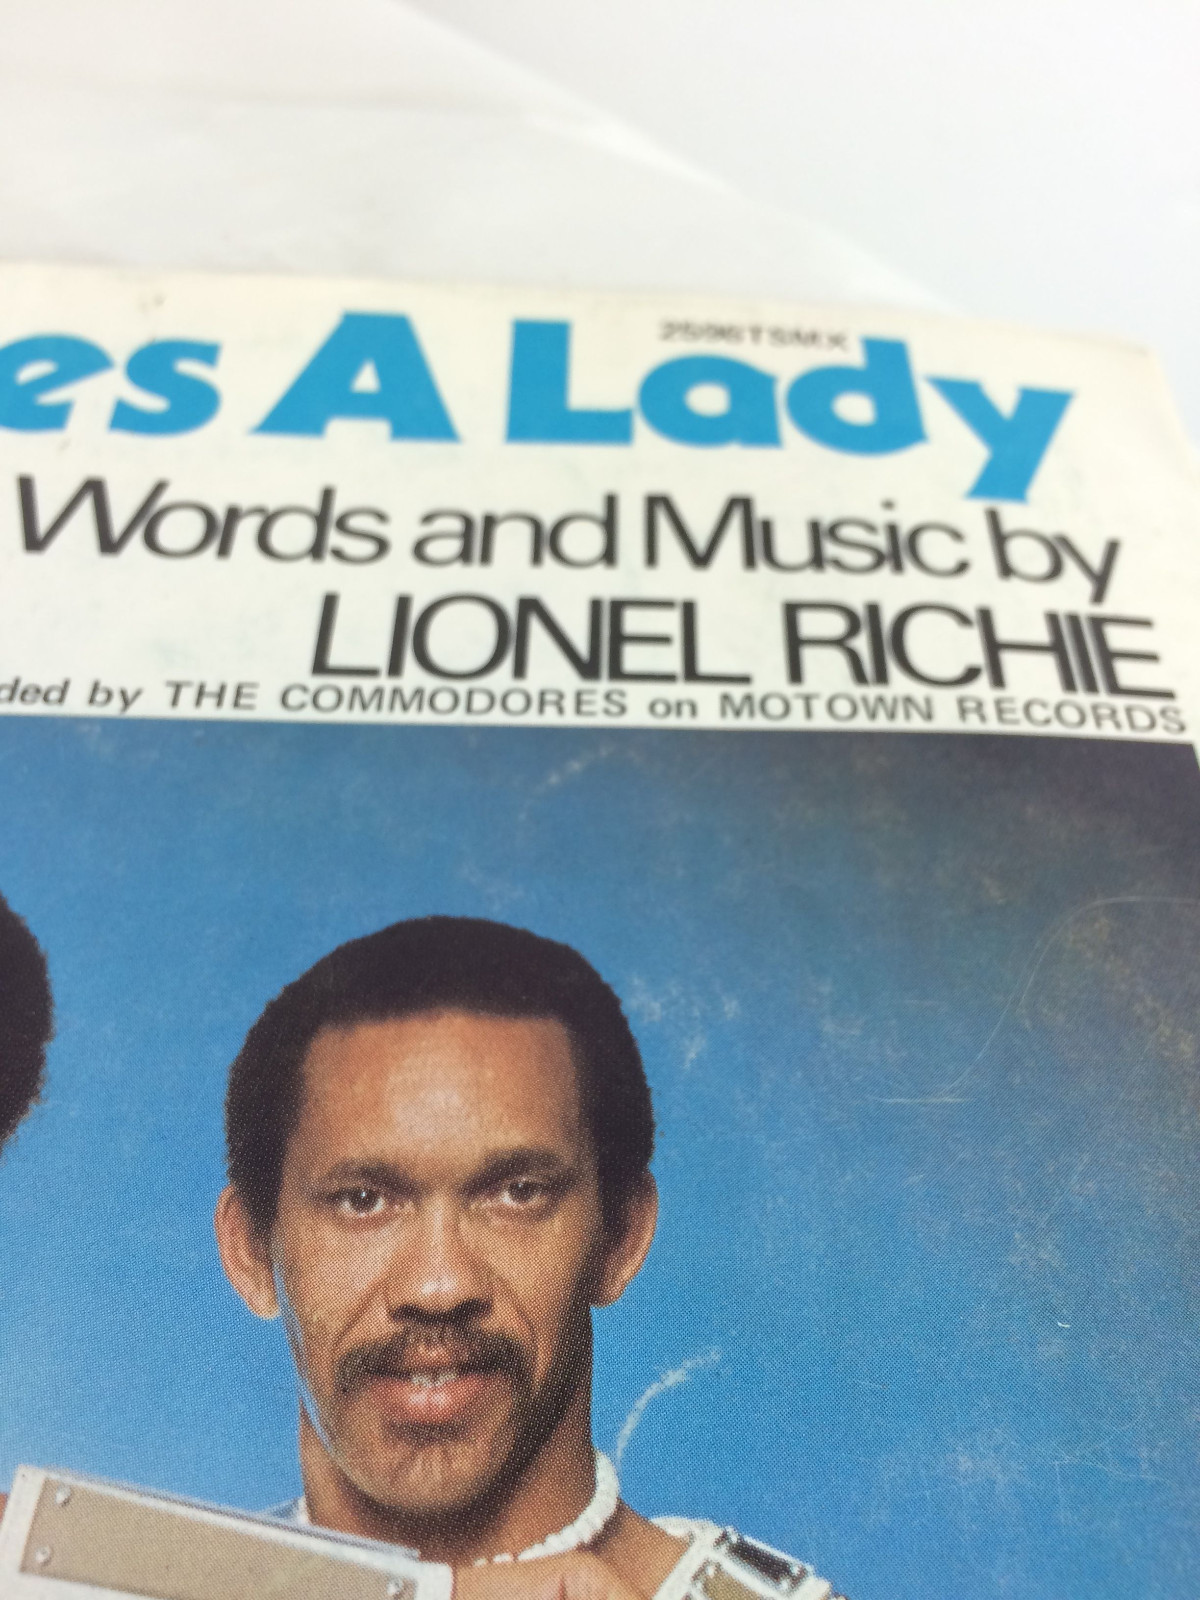 2596TSMX
es A Lady
Words and Music by
LIONEL RICHIE
ded by THE COMMODORES on MOTOWN RECORDS